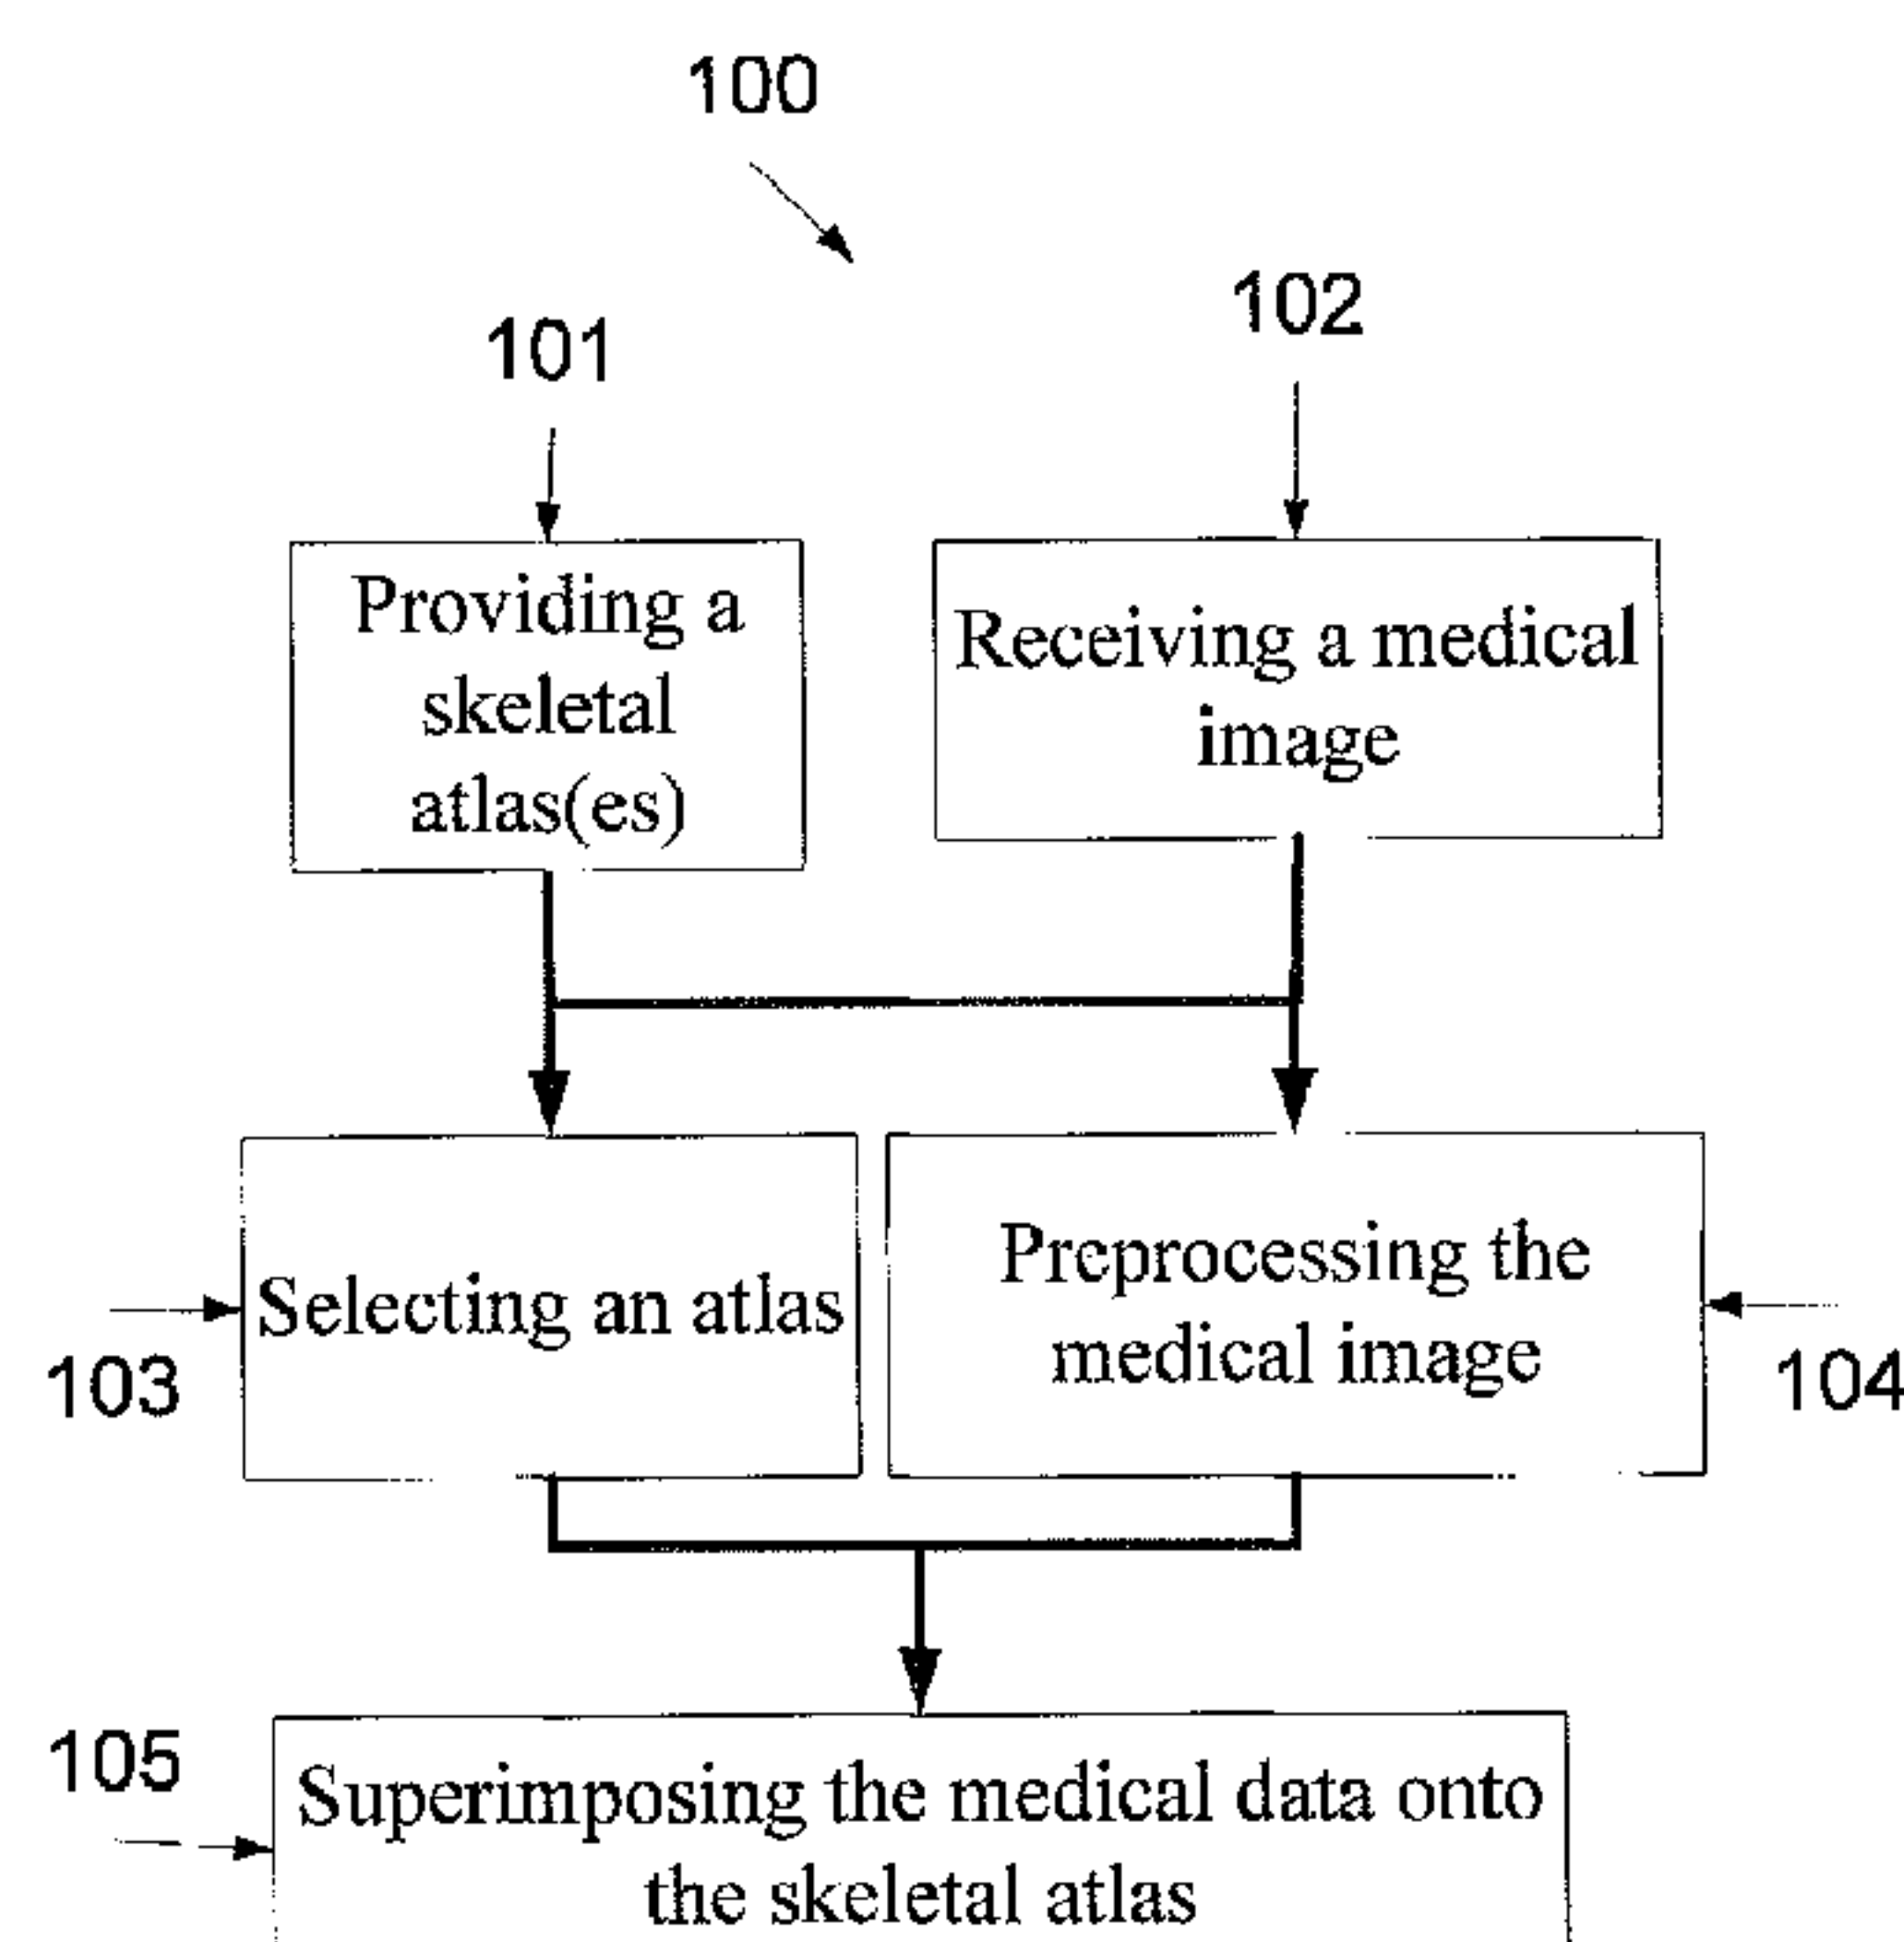 100
101
102
Providing a
skeletal
atlas(es)
Receiving a medical
image
Selecting an atlas
Preprocessing the
medical image
103
104
105
Superimposing the medical data onto
the skeletal atlas